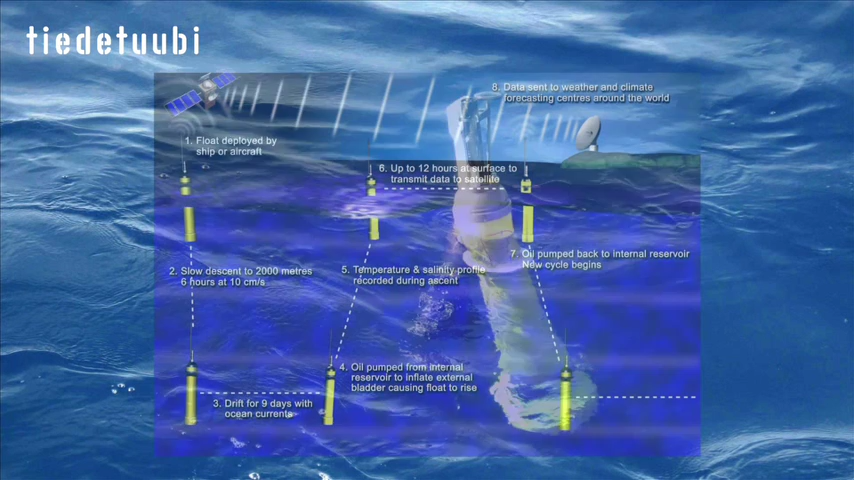 tiedetuubi
8. Data sent to weather and climate
forecasting centres around the world
1. Float deployed by
ship or aircraft
6. Up to 12 hours at surface to
transmit data to satellite
7. Oil pumped back to internal reservoir
New cycle begins
2. Slow descent to 2000 metres
6 hours at 10 cm/s
5. Temperature & salinity profile
recorded during ascent
4. Oil pumped from internal
reservoir to inflate external
bladder causing float to rise
3. Drift for 9 days with
ocean currents